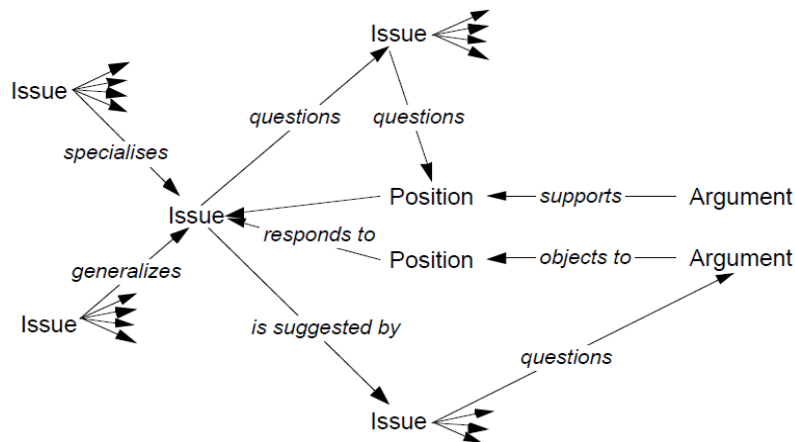 Issue
Issue
questions
questions
specialises
Position
supports
Argument
Issue
responds to
Position
objects to
Argument
generalizes
Issue
is suggested by
questions
Issue